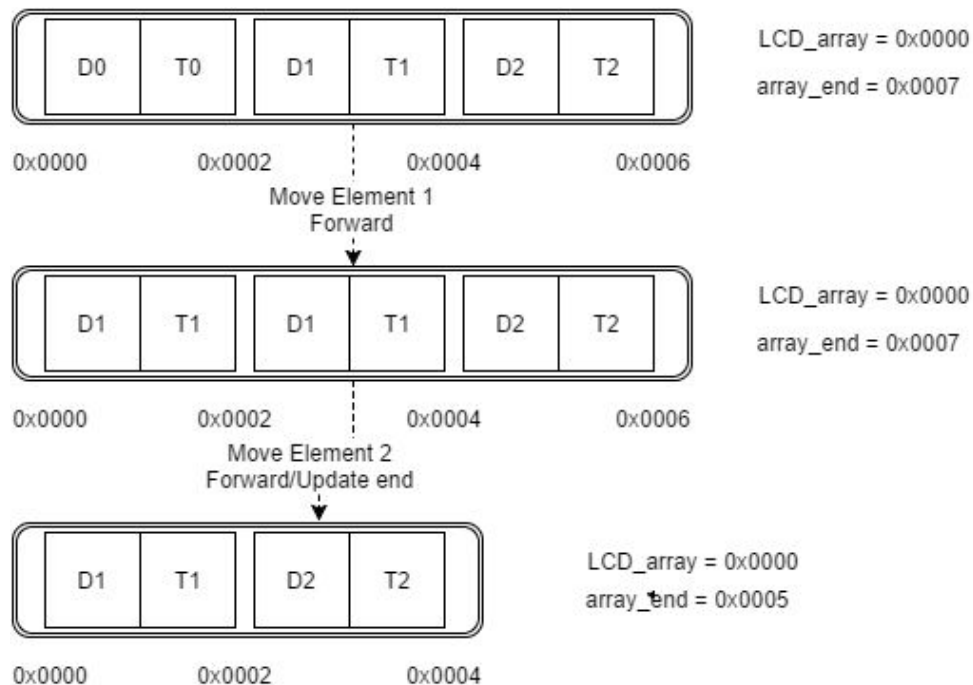 D0 T0 D1 T1 D2 T2
LCD_array = 0x0000
array_end = 0x0007
0x0000 0x0002 0x0004 0x0006
Move Element 1
Forward
D1 T1 D1 T1 D2 T2
LCD_array = 0x0000
array_end = 0x0007
0x0000 0x0002 0x0004 0x0006
Move Element 2
Forward/Update end
D1 T1 D2 T2
LCD_array = 0x0000
array_end = 0x0005
0x0000 0x0002 0x0004